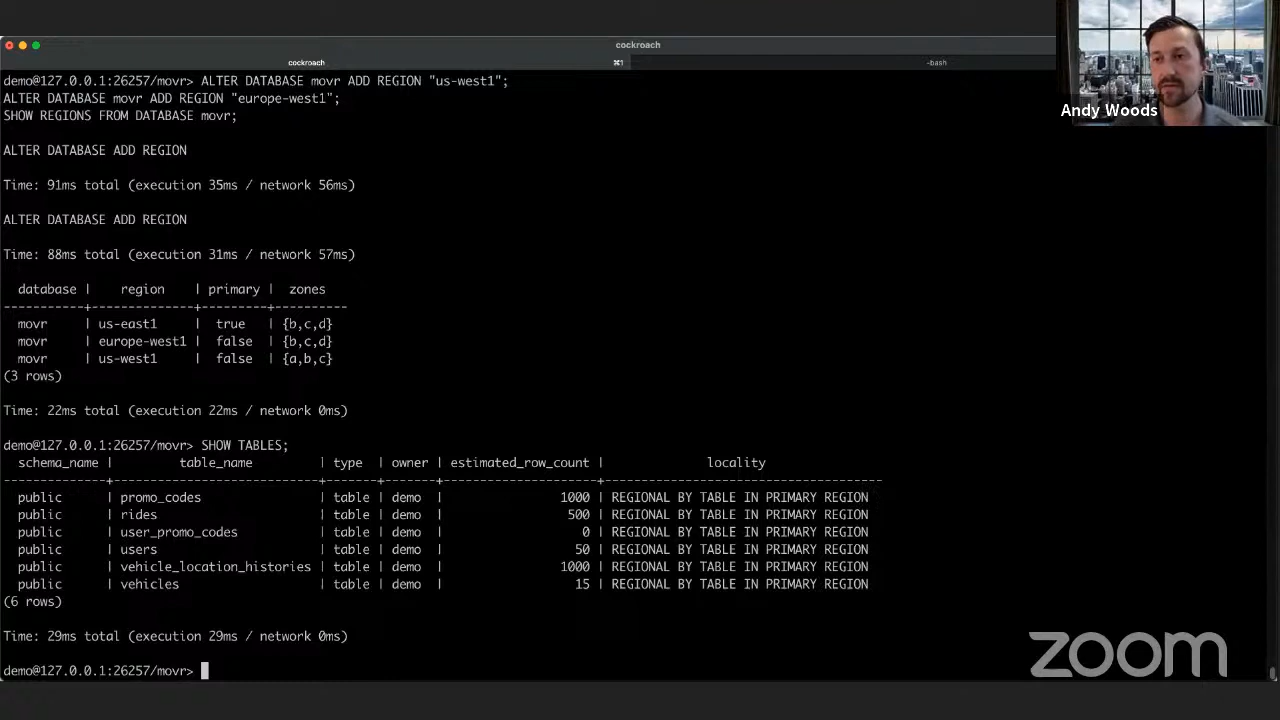 cockroach
cockroach
⌘1
-bash
demo@127.0.0.1:26257/movr> ALTER DATABASE movr ADD REGION "us-west1";
ALTER DATABASE movr ADD REGION "europe-west1";
SHOW REGIONS FROM DATABASE movr;
ALTER DATABASE ADD REGION
Time: 91ms total (execution 35ms / network 56ms)
ALTER DATABASE ADD REGION
Time: 88ms total (execution 31ms / network 57ms)
database | region | primary | zones
-----------+--------------+---------+----------
movr | us-east1 | true | {b,c,d}
movr | europe-west1 | false | {b,c,d}
movr | us-west1 | false | {a,b,c}
(3 rows)
Time: 22ms total (execution 22ms / network 0ms)
demo@127.0.0.1:26257/movr> SHOW TABLES;
schema_name | table_name | type | owner | estimated_row_count | locality
--------------+----------------------------+-------+-------+---------------------+--------------------------------------
public | promo_codes | table | demo | 1000 | REGIONAL BY TABLE IN PRIMARY REGION
public | rides | table | demo | 500 | REGIONAL BY TABLE IN PRIMARY REGION
public | user_promo_codes | table | demo | 0 | REGIONAL BY TABLE IN PRIMARY REGION
public | users | table | demo | 50 | REGIONAL BY TABLE IN PRIMARY REGION
public | vehicle_location_histories | table | demo | 1000 | REGIONAL BY TABLE IN PRIMARY REGION
public | vehicles | table | demo | 15 | REGIONAL BY TABLE IN PRIMARY REGION
(6 rows)
Time: 29ms total (execution 29ms / network 0ms)
demo@127.0.0.1:26257/movr>
Andy Woods
zoom